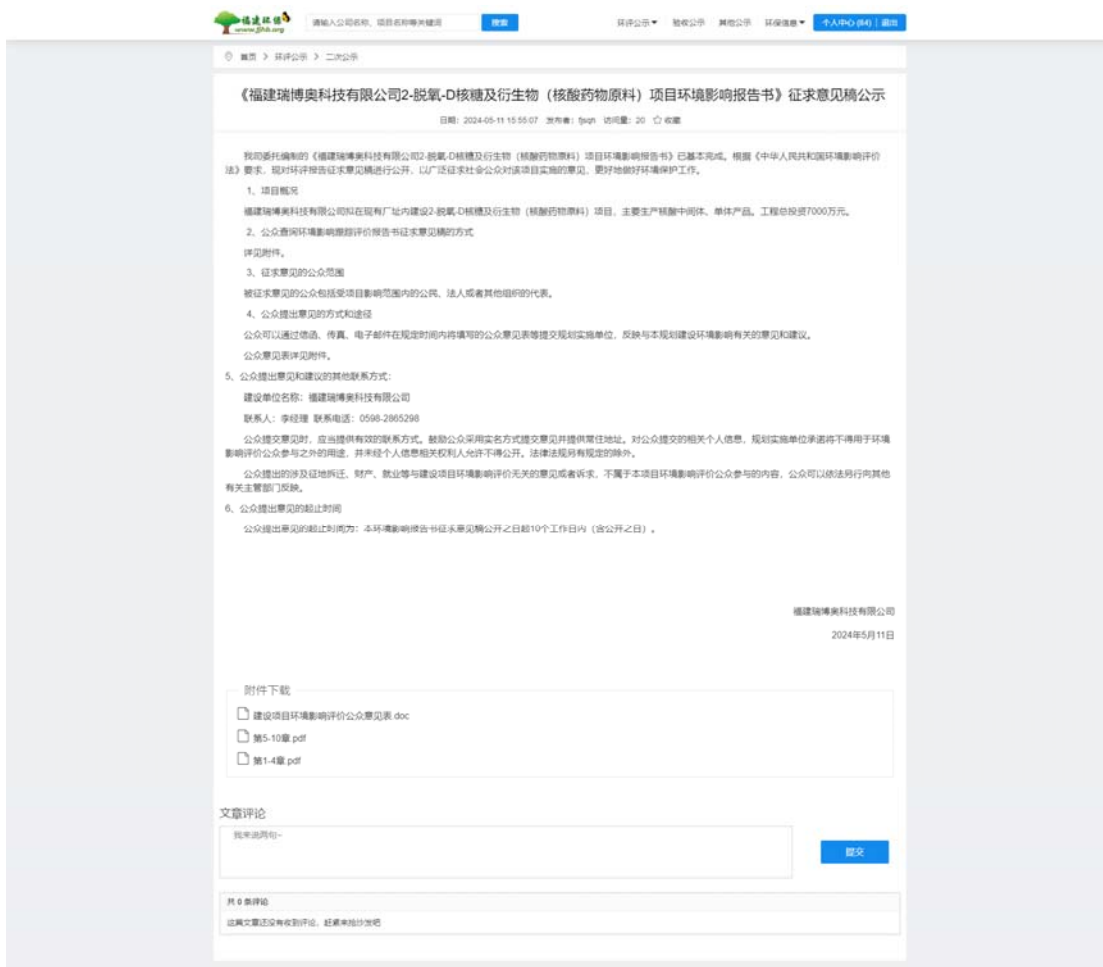 福建环保
www.fjhb.org
请输入公司名称、项目名称等关键词
搜索
环评公示
验收公示
其他公示
环保信息
个人中心(84) | 退出
首页 > 环评公示 > 二次公示
《福建瑞博奥科技有限公司2-脱氧-D核糖及衍生物（核酸药物原料）项目环境影响报告书》征求意见稿公示
日期：2024-05-11 15:55:07 发布者：fjsqh 访问量：20 收藏
我司委托编制的《福建瑞博奥科技有限公司2-脱氧-D核糖及衍生物（核酸药物原料）项目环境影响报告书》已基本完成。根据《中华人民共和国环境影响评价
法》要求，现对环评报告征求意见稿进行公开，以广泛征求社会公众对该项目实施的意见，更好地做好环境保护工作。
1、项目概况
福建瑞博奥科技有限公司拟在现有厂址内建设2-脱氧-D核糖及衍生物（核酸药物原料）项目，主要生产核酸中间体、单体产品。工程总投资7000万元。
2、公众查询环境影响跟踪评价报告书征求意见稿的方式
详见附件。
3、征求意见的公众范围
被征求意见的公众包括受项目影响范围内的公民、法人或者其他组织的代表。
4、公众提出意见的方式和途径
公众可以通过信函、传真、电子邮件在规定时间内将填写的公众意见表等提交规划实施单位，反映与本规划建设环境影响有关的意见和建议。
公众意见表详见附件。
5、公众提出意见和建议的其他联系方式：
建设单位名称：福建瑞博奥科技有限公司
联系人：李经理 联系电话：0598-2865298
公众提交意见时，应当提供有效的联系方式。鼓励公众采用实名方式提交意见并提供常住地址。对公众提交的相关个人信息，规划实施单位承诺将不得用于环境
影响评价公众参与之外的用途，并未经个人信息相关权利人允许不得公开。法律法规另有规定的除外。
公众提出的涉及征地拆迁、财产、就业等与建设项目环境影响评价无关的意见或者诉求，不属于本项目环境影响评价公众参与的内容，公众可以依法另行向其他
有关主管部门反映。
6、公众提出意见的起止时间
公众提出意见的起止时间为：本环境影响报告书征求意见稿公开之日起10个工作日内（含公开之日）。
福建瑞博奥科技有限公司
2024年5月11日
附件下载
建设项目环境影响评价公众意见表.doc
第5-10章.pdf
第1-4章.pdf
文章评论
我来说两句~
提交
共 0 条评论
这篇文章还没有收到评论，赶紧来抢沙发吧